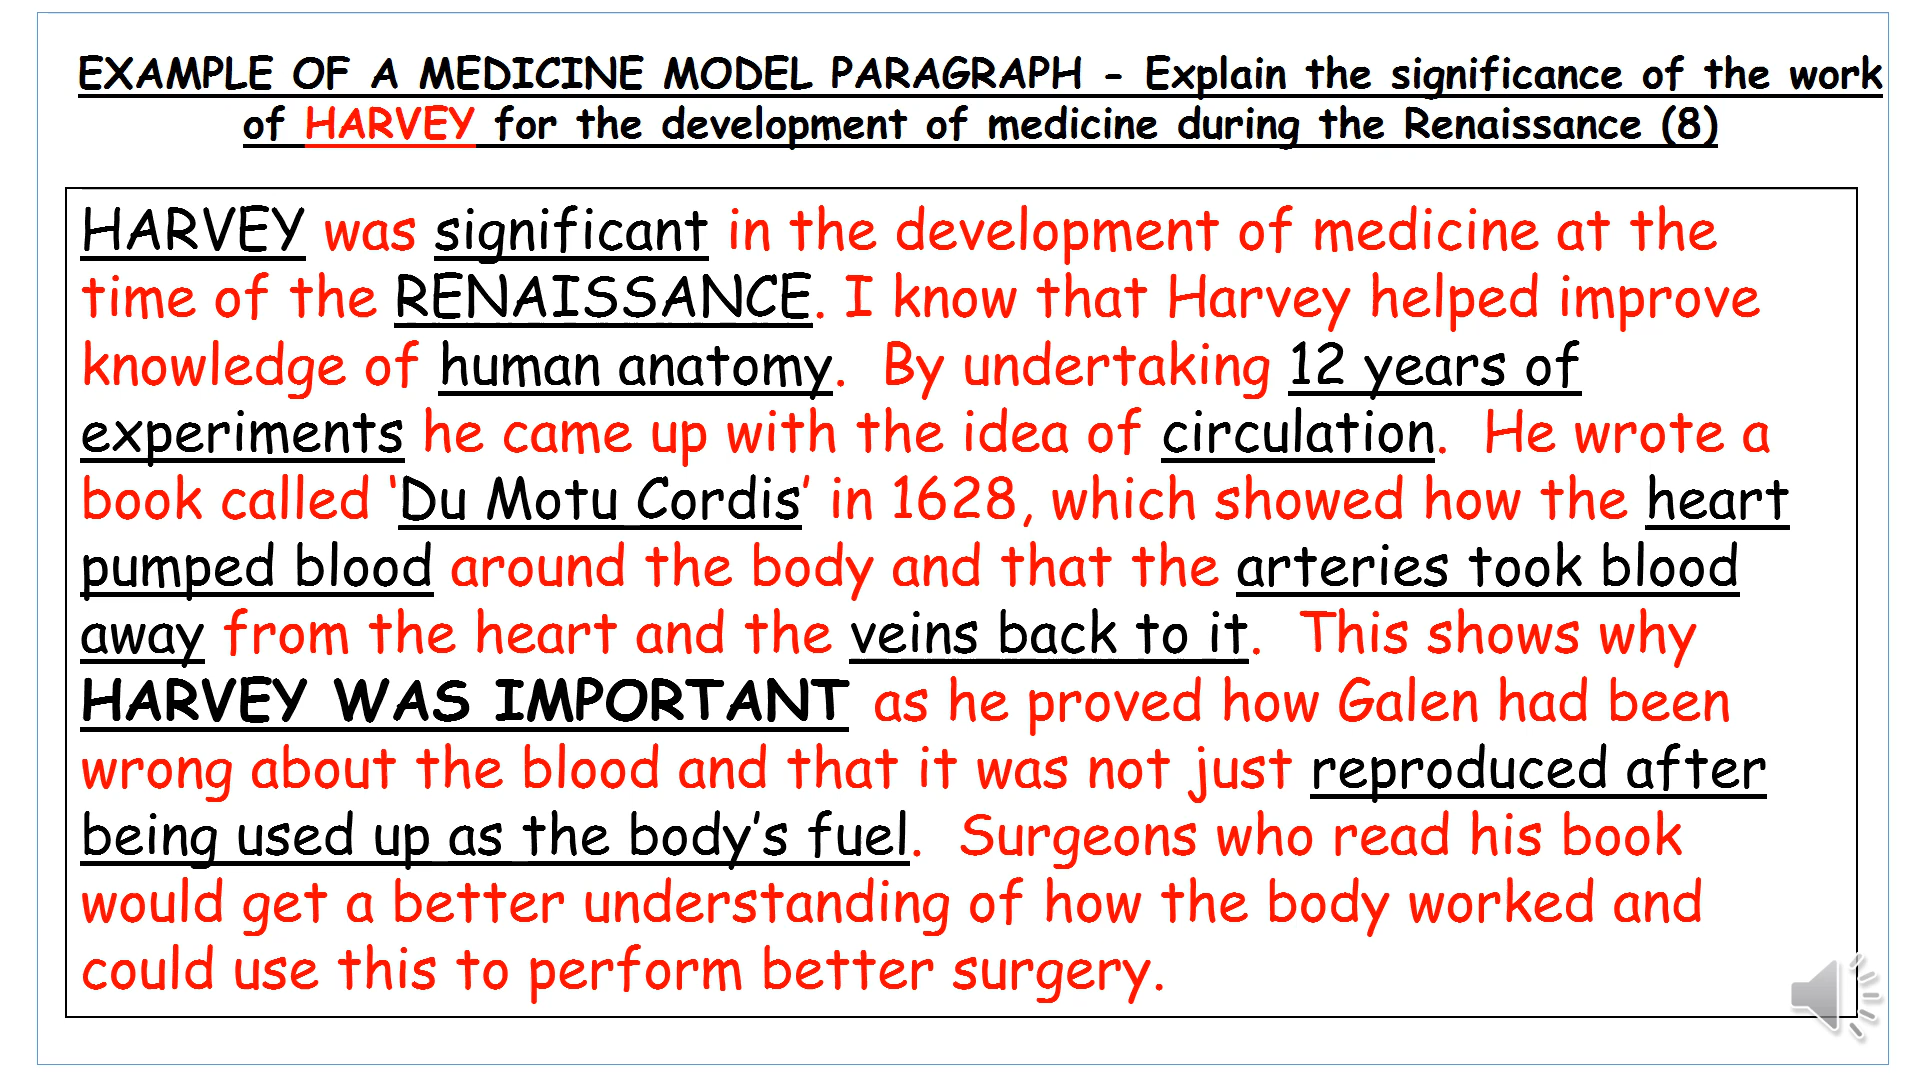 EXAMPLE OF A MEDICINE MODEL PARAGRAPH - Explain the significance of the work
of HARVEY for the development of medicine during the Renaissance (8)
HARVEY was significant in the development of medicine at the
time of the RENAISSANCE. I know that Harvey helped improve
knowledge of human anatomy. By undertaking 12 years of
experiments he came up with the idea of circulation. He wrote a
book called ‘Du Motu Cordis’ in 1628, which showed how the heart
pumped blood around the body and that the arteries took blood
away from the heart and the veins back to it. This shows why
HARVEY WAS IMPORTANT as he proved how Galen had been
wrong about the blood and that it was not just reproduced after
being used up as the body’s fuel. Surgeons who read his book
would get a better understanding of how the body worked and
could use this to perform better surgery.